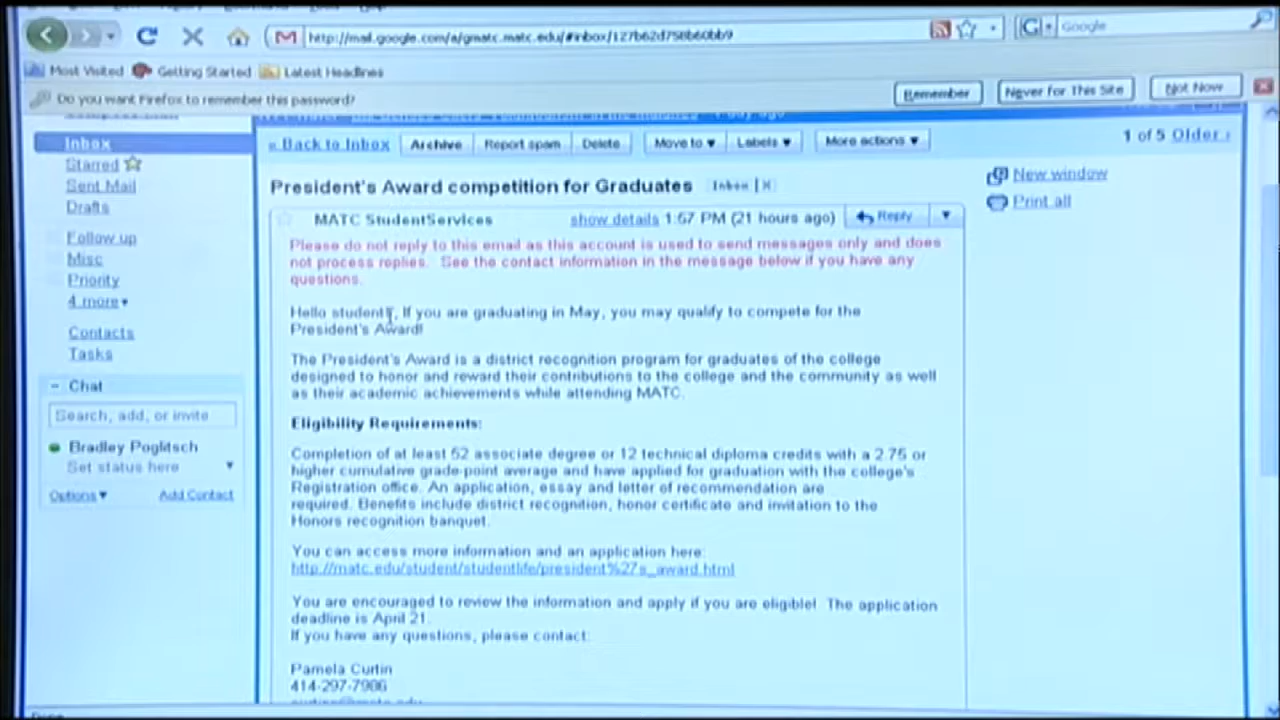 http://mail.google.com/a/gmatc.matc.edu/#inbox/127b62d758b60bb9
Google
Most Visited Getting Started Latest Headlines
Do you want Firefox to remember this password?
Remember Never for This Site Not Now
Inbox
Starred
Sent Mail
Drafts
Follow up
Misc
Priority
4 more ▾
Contacts
Tasks
− Chat
Search, add, or invite
Bradley Poglitsch
Set status here
Options ▾ Add Contact
« Back to Inbox Archive Report spam Delete Move to ▾ Labels ▾ More actions ▾ 1 of 5 Older ›
President's Award competition for Graduates Inbox | X
New window
Print all
MATC StudentServices show details 1:57 PM (21 hours ago) Reply ▾
Please do not reply to this email as this account is used to send messages only and does
not process replies. See the contact information in the message below if you have any
questions.
Hello students, If you are graduating in May, you may qualify to compete for the
President's Award!
The President's Award is a district recognition program for graduates of the college
designed to honor and reward their contributions to the college and the community as well
as their academic achievements while attending MATC.
Eligibility Requirements:
Completion of at least 52 associate degree or 12 technical diploma credits with a 2.75 or
higher cumulative grade-point average and have applied for graduation with the college's
Registration office. An application, essay and letter of recommendation are
required. Benefits include district recognition, honor certificate and invitation to the
Honors recognition banquet.
You can access more information and an application here:
http://matc.edu/student/studentlife/president%27s_award.html
You are encouraged to review the information and apply if you are eligible! The application
deadline is April 21.
If you have any questions, please contact:
Pamela Curtin
414-297-7906
Done